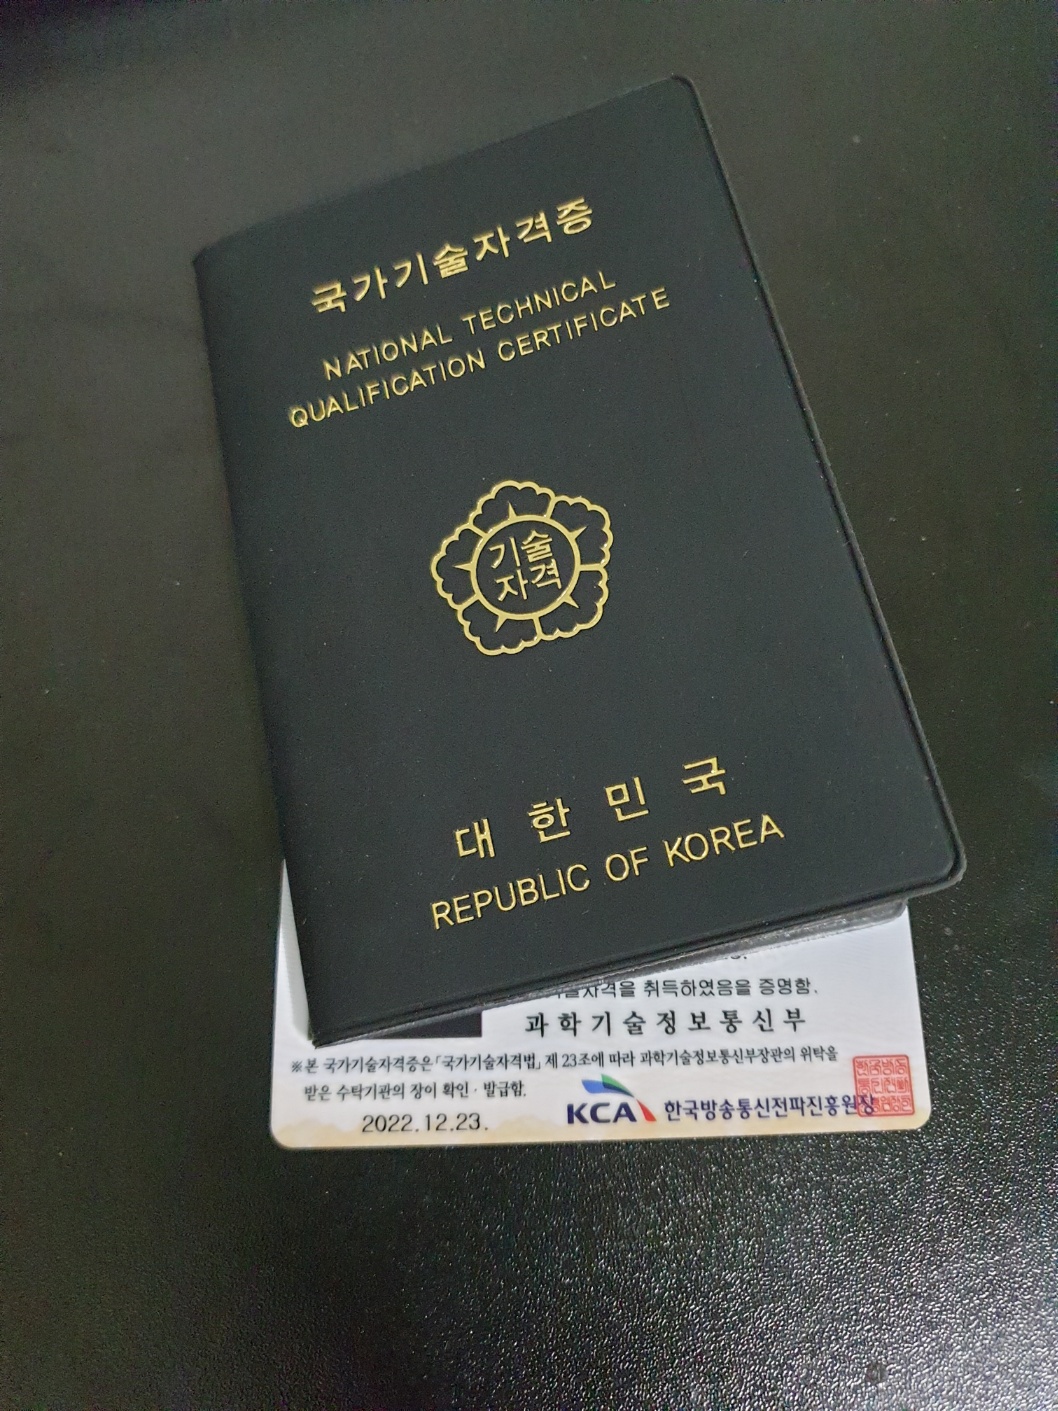 국가기술자격증
NATIONAL TECHNICAL
QUALIFICATION CERTIFICATE
기술
자격
대한민국
REPUBLIC OF KOREA
취득하였음을 증명함.
과학기술정보통신부
※본 국가기술자격증은「국가기술자격법」제23조에 따라 과학기술정보통신부장관의 위탁을
받은 수탁기관의 장이 확인·발급함.
2022.12.23.
KCA 한국방송통신전파진흥원장